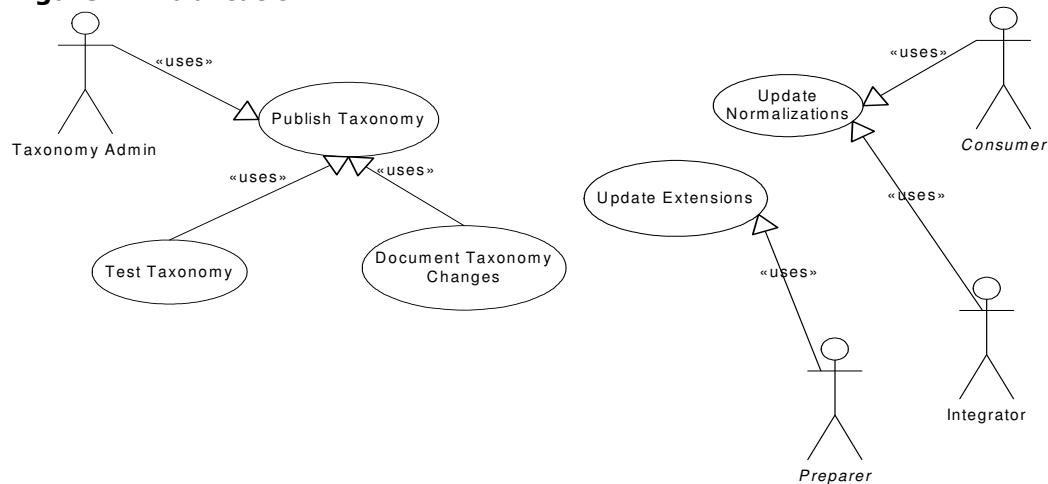 «uses»
Publish Taxonomy
Taxonomy Admin
«uses»
«uses»
Test Taxonomy
Document Taxonomy
Changes
«uses»
Update
Normalizations
Consumer
Update Extensions
«uses»
«uses»
Integrator
Preparer